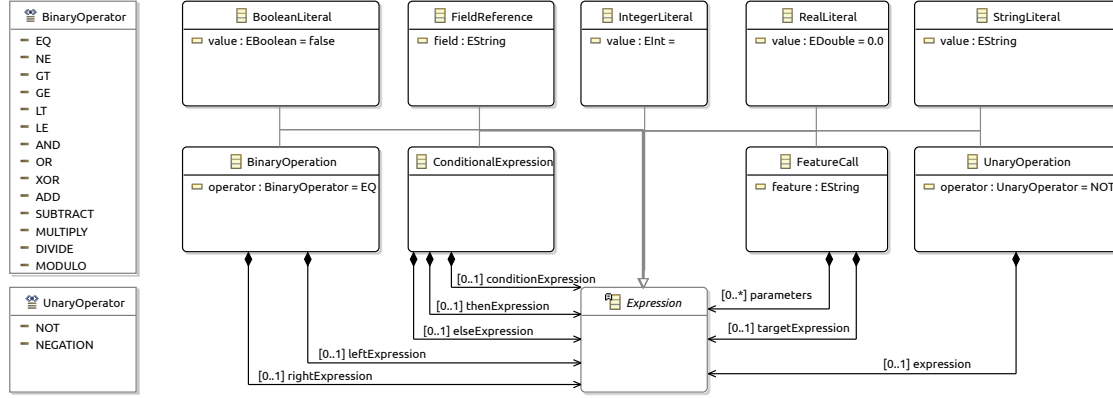 BinaryOperator
EQ
NE
GT
GE
LT
LE
AND
OR
XOR
ADD
SUBTRACT
MULTIPLY
DIVIDE
MODULO
UnaryOperator
NOT
NEGATION
BooleanLiteral
value : EBoolean = false
FieldReference
field : EString
IntegerLiteral
value : EInt =
RealLiteral
value : EDouble = 0.0
StringLiteral
value : EString
BinaryOperation
operator : BinaryOperator = EQ
ConditionalExpression
FeatureCall
feature : EString
UnaryOperation
operator : UnaryOperator = NOT
[0..1] conditionExpression
[0..1] thenExpression
[0..1] elseExpression
[0..1] leftExpression
[0..1] rightExpression
Expression
[0..*] parameters
[0..1] targetExpression
[0..1] expression